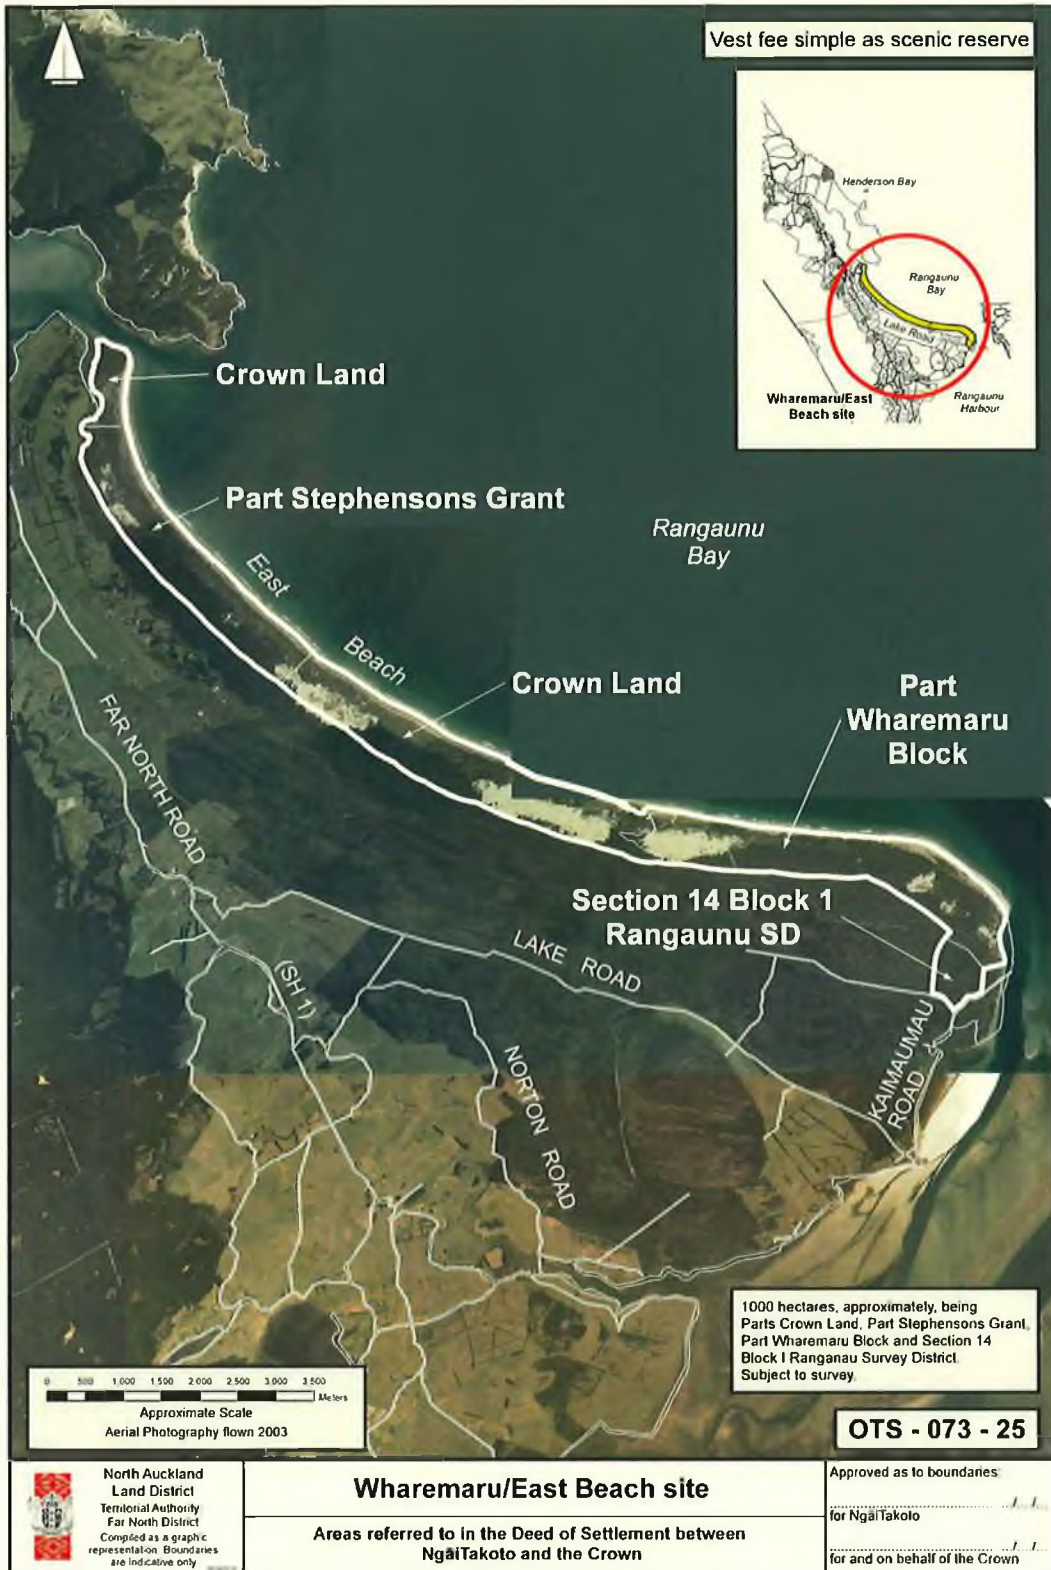 Vest fee simple as scenic reserve
Henderson Bay
Rangaunu
Bay
Lake Road
Wharemaru/East
Beach site
Rangaunu
Harbour
Crown Land
Part Stephensons Grant
Rangaunu
Bay
East
Beach
Crown Land
Part
Wharemaru
Block
FAR NORTH ROAD
Section 14 Block 1
Rangaunu SD
LAKE ROAD
(SH 1)
NORTON ROAD
KAIMAUMAU
ROAD
1000 hectares, approximately, being
Parts Crown Land, Part Stephensons Grant,
Part Wharemaru Block and Section 14
Block I Ranganau Survey District.
Subject to survey.
0 500 1,000 1,500 2,000 2,500 3,000 3,500
Meters
Approximate Scale
Aerial Photography flown 2003
OTS - 073 - 25
North Auckland
Land District
Territorial Authority
Far North District
Compiled as a graphic
representation. Boundaries
are indicative only
Wharemaru/East Beach site
Areas referred to in the Deed of Settlement between
NgāiTakoto and the Crown
Approved as to boundaries:
for NgāiTakoto
for and on behalf of the Crown